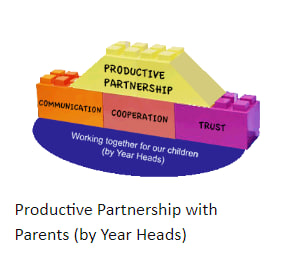 PRODUCTIVE
PARTNERSHIP
COMMUNICATION
COOPERATION
TRUST
Working together for our children
(by Year Heads)
Productive Partnership with
Parents (by Year Heads)